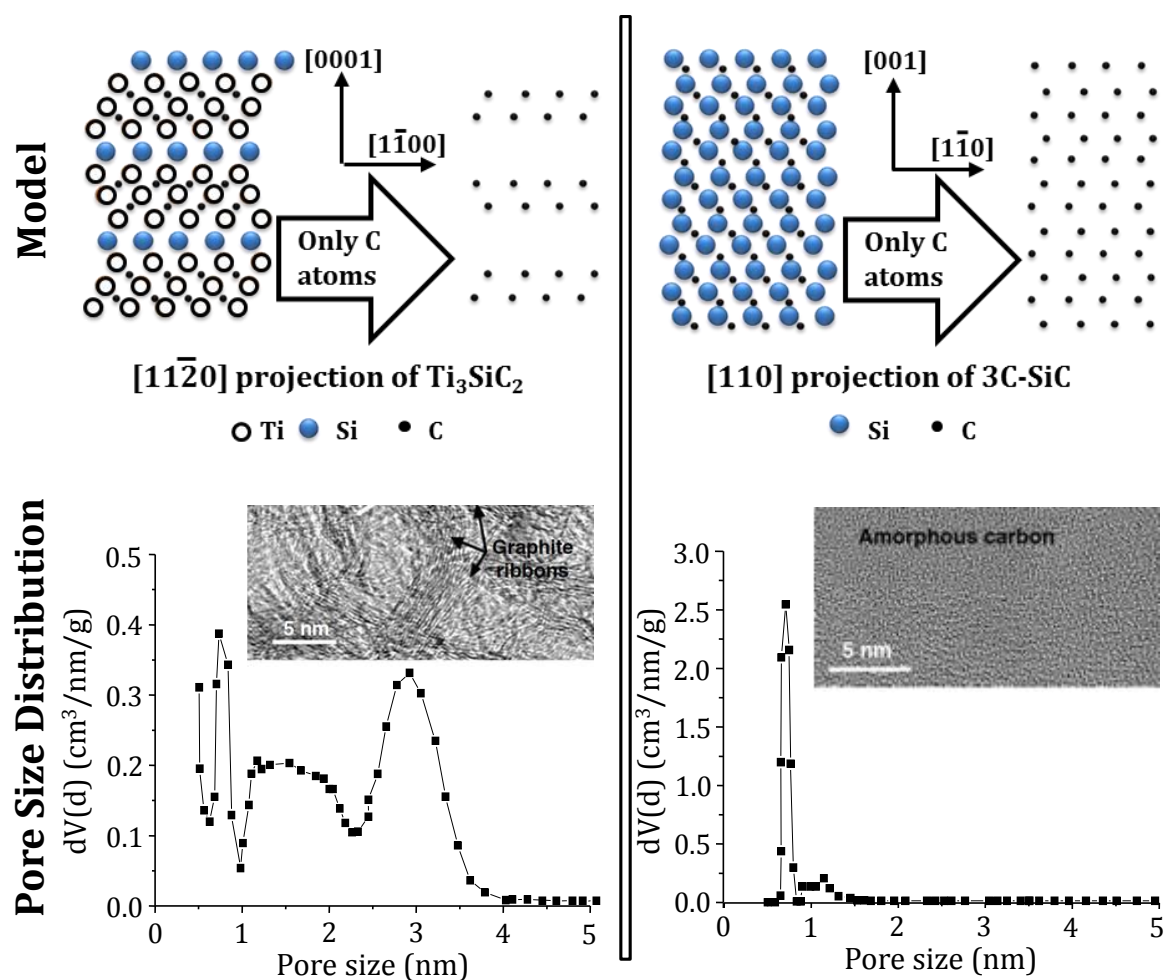 Model
[0001]
[11̅00]
Only C
atoms
[112̅0] projection of Ti₃SiC₂
Ti Si C
[001]
[11̅0]
Only C
atoms
[110] projection of 3C-SiC
Si C
Pore Size Distribution
dV(d) (cm³/nm/g)
0.5
0.4
0.3
0.2
0.1
0.0
Graphite
ribbons
5 nm
0 1 2 3 4 5
Pore size (nm)
dV(d) (cm³/nm/g)
3.0
2.5
2.0
1.5
1.0
0.5
0.0
Amorphous carbon
5 nm
0 1 2 3 4 5
Pore size (nm)